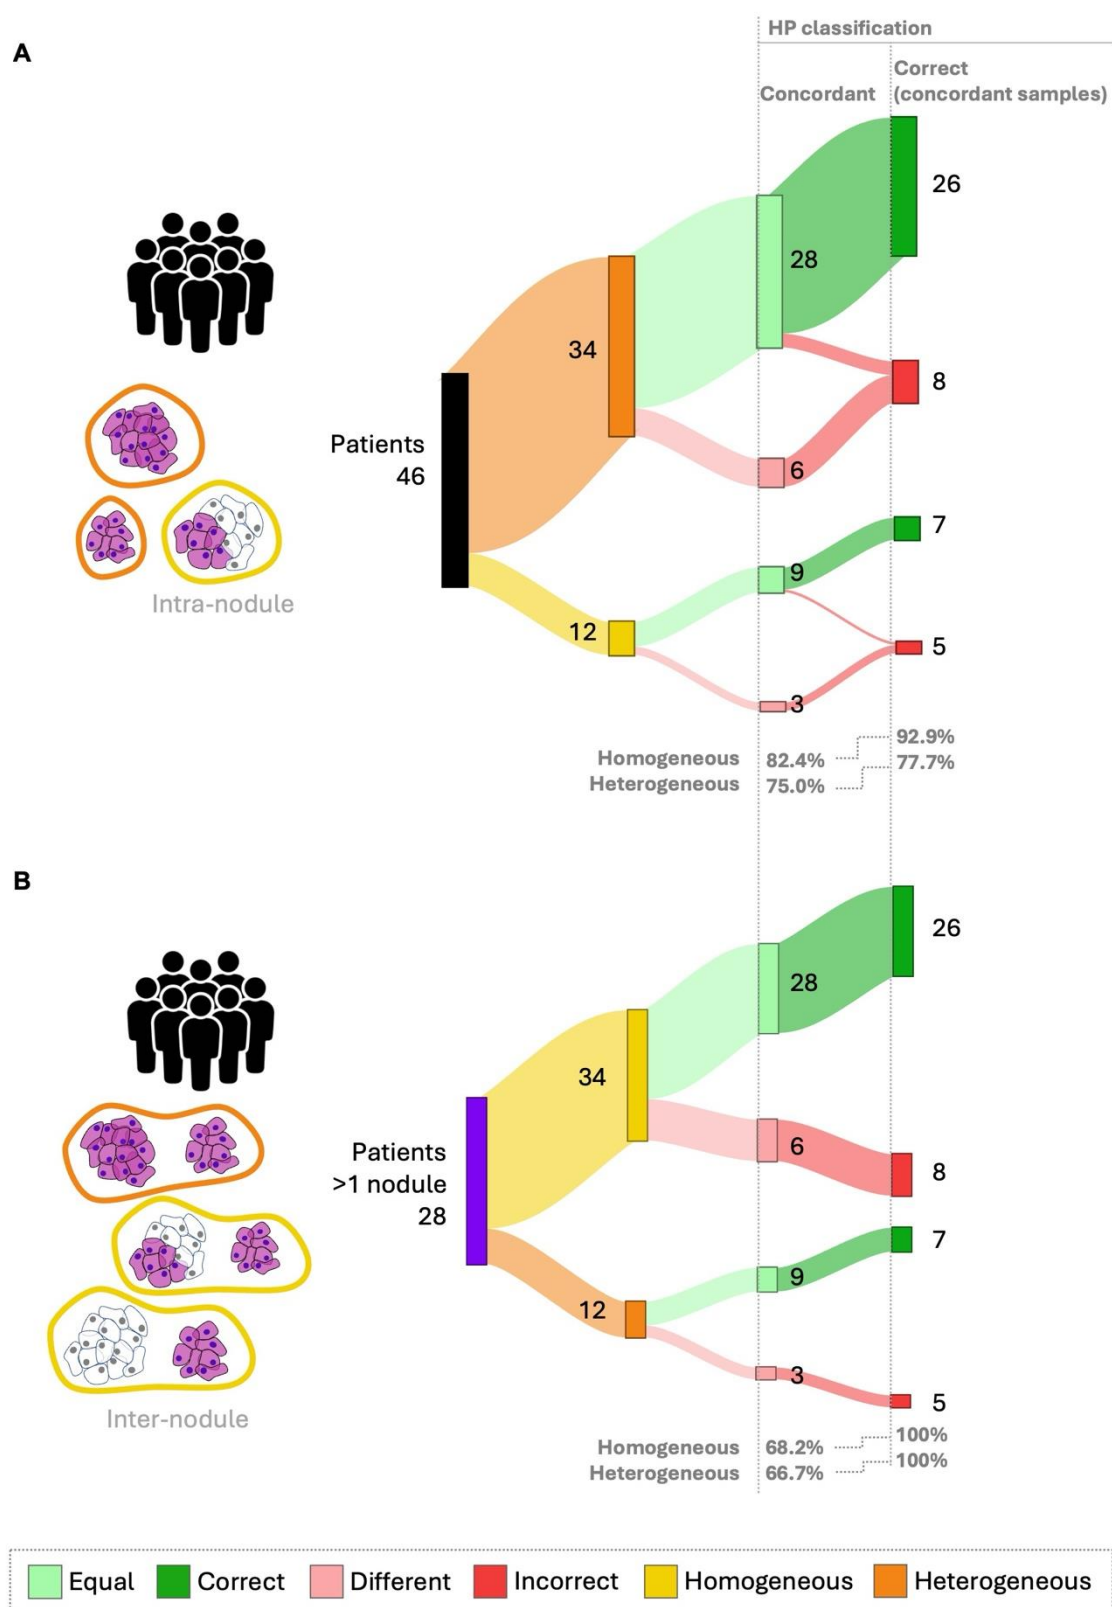 HP classification
A
Correct
Concordant (concordant samples)
26
28
34
8
Patients
46
6
7
9
Intra-nodule
12
5
3
92.9%
Homogeneous 82.4%
77.7%
Heterogeneous 75.0%
B
26
28
34
Patients
6
>1 nodule
8
28
7
9
12
3
5
Inter-nodule
100%
Homogeneous 68.2%
100%
Heterogeneous 66.7%
Equal Correct Different Incorrect Homogeneous Heterogeneous